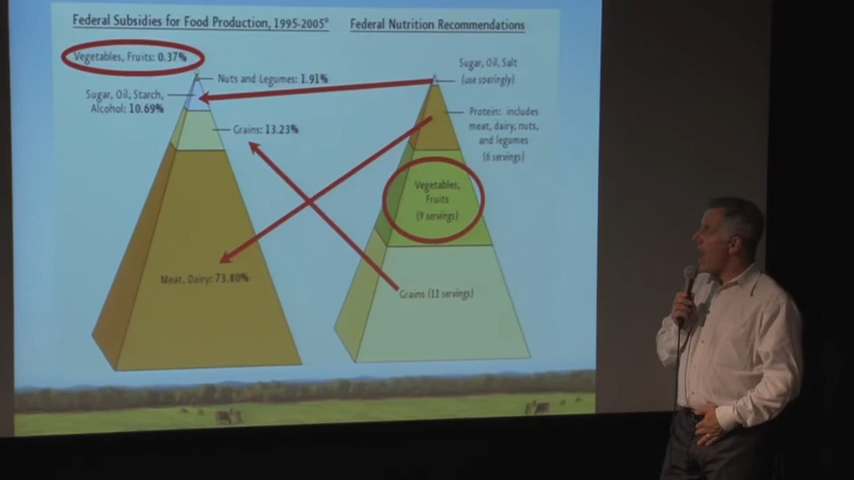 Federal Subsidies for Food Production, 1995-2005*
Vegetables, Fruits: 0.37%
Nuts and Legumes: 1.91%
Sugar, Oil, Starch,
Alcohol: 10.69%
Grains: 13.23%
Meat, Dairy: 73.80%
Federal Nutrition Recommendations
Sugar, Oil, Salt
(use sparingly)
Protein: includes
meat, dairy, nuts,
and legumes
(6 servings)
Vegetables,
Fruits
(9 servings)
Grains (11 servings)